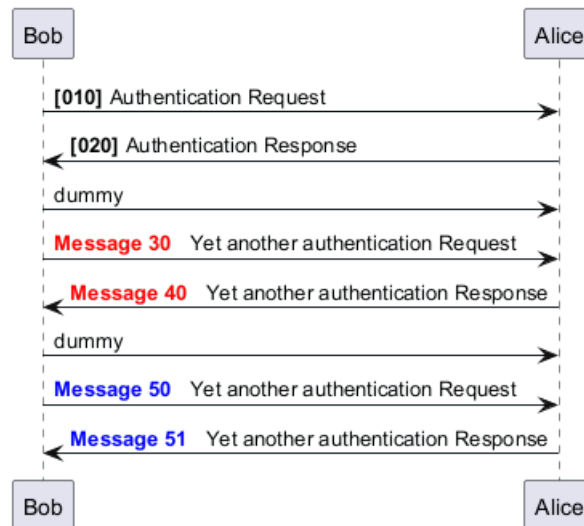 Bob Alice
[010] Authentication Request
[020] Authentication Response
dummy
Message 30 Yet another authentication Request
Message 40 Yet another authentication Response
dummy
Message 50 Yet another authentication Request
Message 51 Yet another authentication Response
Bob Alice